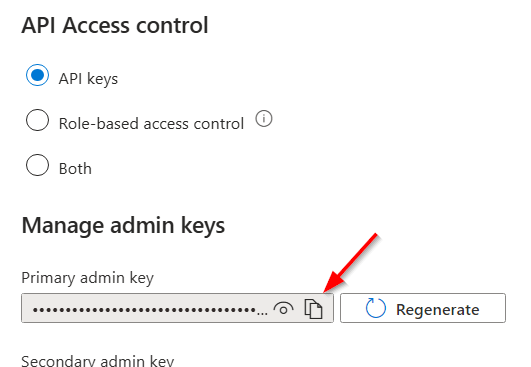 API Access control
API keys
Role-based access control
Both
Manage admin keys
Primary admin key
••••••••••••••••••••••••••••••••••...
Regenerate
Secondary admin key